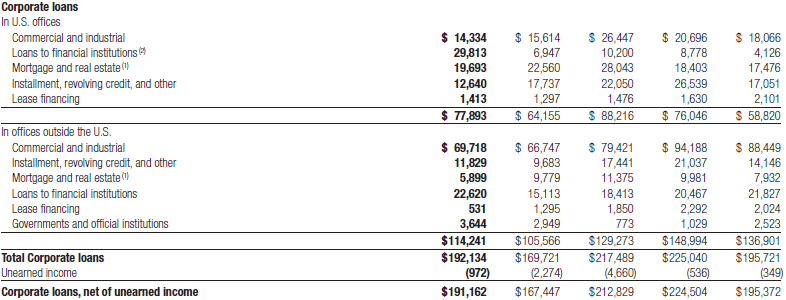 Corporate loans
In U.S. offices
Commercial and industrial $ 14,334 $ 15,614 $ 26,447 $ 20,696 $ 18,066
Loans to financial institutions (2) 29,813 6,947 10,200 8,778 4,126
Mortgage and real estate (1) 19,693 22,560 28,043 18,403 17,476
Installment, revolving credit, and other 12,640 17,737 22,050 26,539 17,051
Lease financing 1,413 1,297 1,476 1,630 2,101
$ 77,893 $ 64,155 $ 88,216 $ 76,046 $ 58,820
In offices outside the U.S.
Commercial and industrial $ 69,718 $ 66,747 $ 79,421 $ 94,188 $ 88,449
Installment, revolving credit, and other 11,829 9,683 17,441 21,037 14,146
Mortgage and real estate (1) 5,899 9,779 11,375 9,981 7,932
Loans to financial institutions 22,620 15,113 18,413 20,467 21,827
Lease financing 531 1,295 1,850 2,292 2,024
Governments and official institutions 3,644 2,949 773 1,029 2,523
$114,241 $105,566 $129,273 $148,994 $136,901
Total Corporate loans $192,134 $169,721 $217,489 $225,040 $195,721
Unearned income (972) (2,274) (4,660) (536) (349)
Corporate loans, net of unearned income $191,162 $167,447 $212,829 $224,504 $195,372